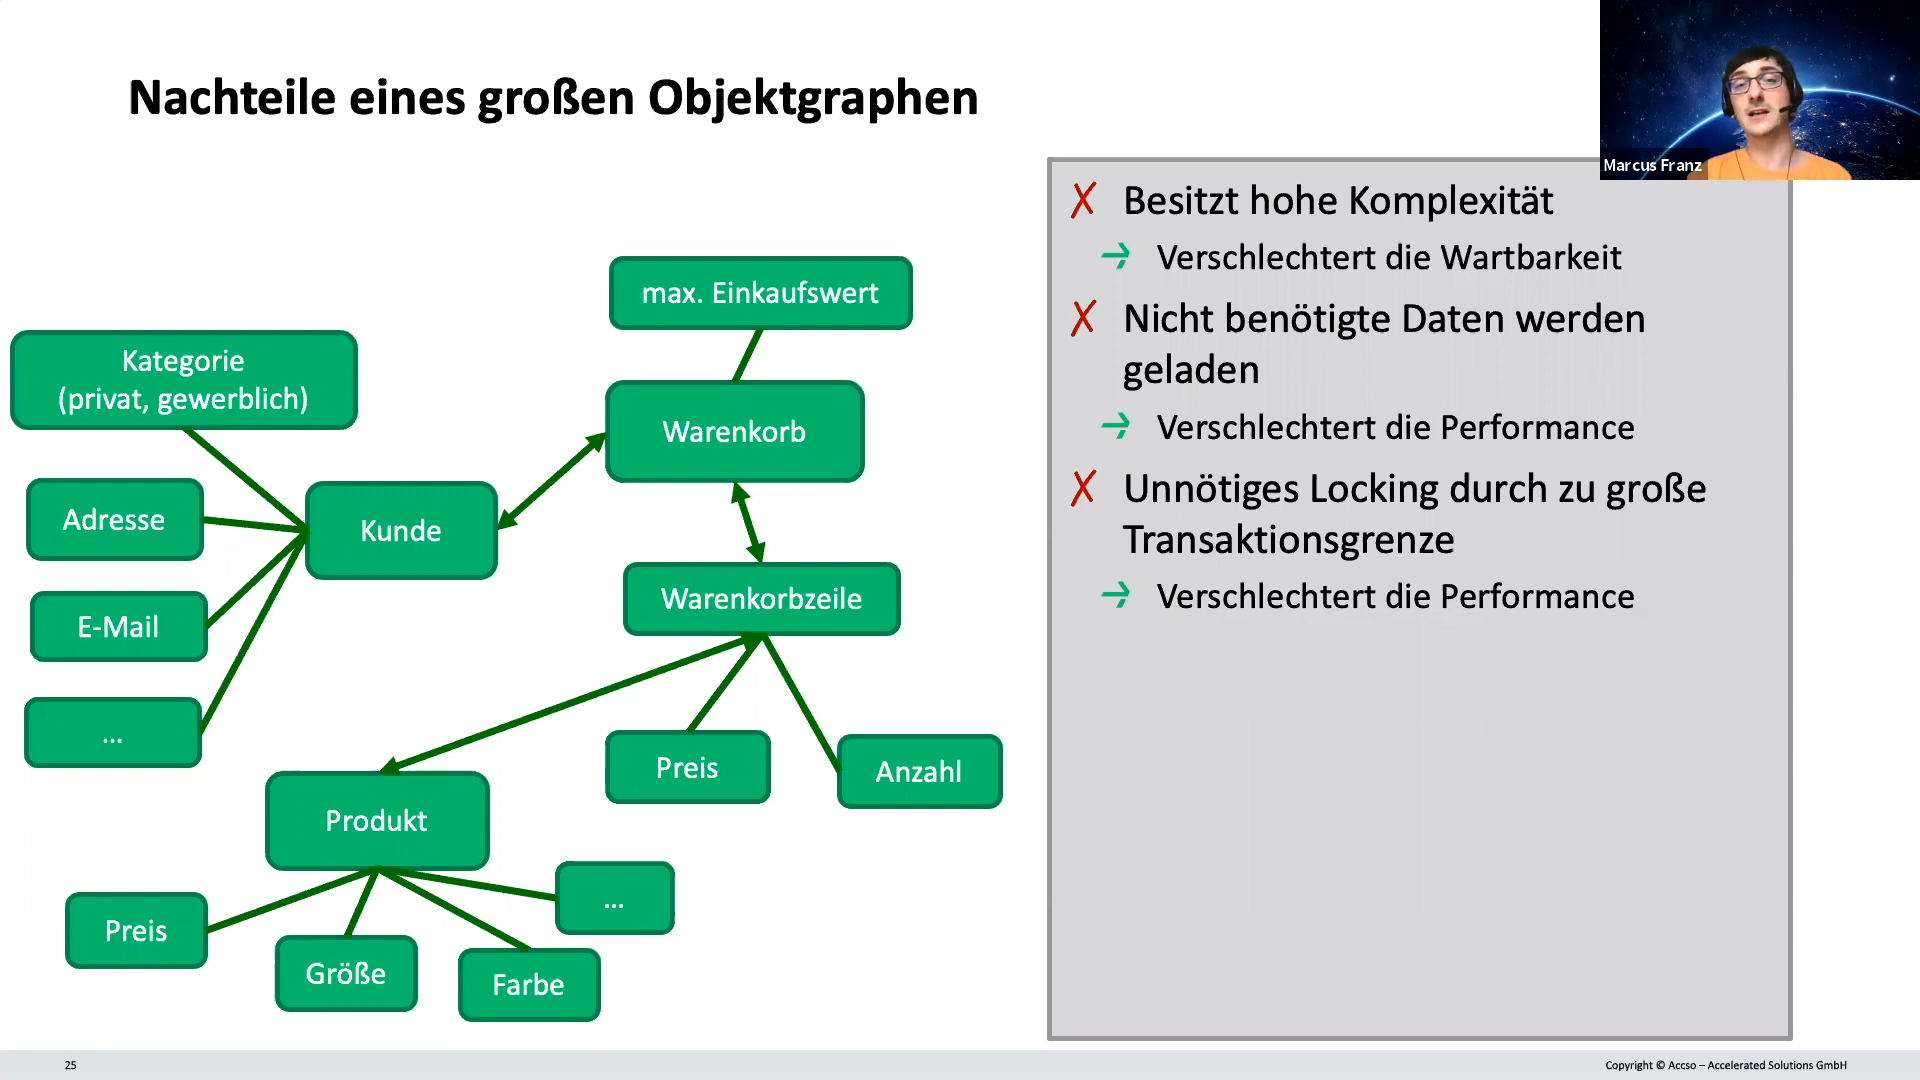 Nachteile eines großen Objektgraphen
Marcus Franz
max. Einkaufswert
Kategorie
(privat, gewerblich)
Warenkorb
Adresse
Kunde
E-Mail
Warenkorbzeile
...
Preis
Anzahl
Produkt
...
Preis
Größe
Farbe
✗ Besitzt hohe Komplexität
→ Verschlechtert die Wartbarkeit
✗ Nicht benötigte Daten werden
geladen
→ Verschlechtert die Performance
✗ Unnötiges Locking durch zu große
Transaktionsgrenze
→ Verschlechtert die Performance
25
Copyright © Accso – Accelerated Solutions GmbH